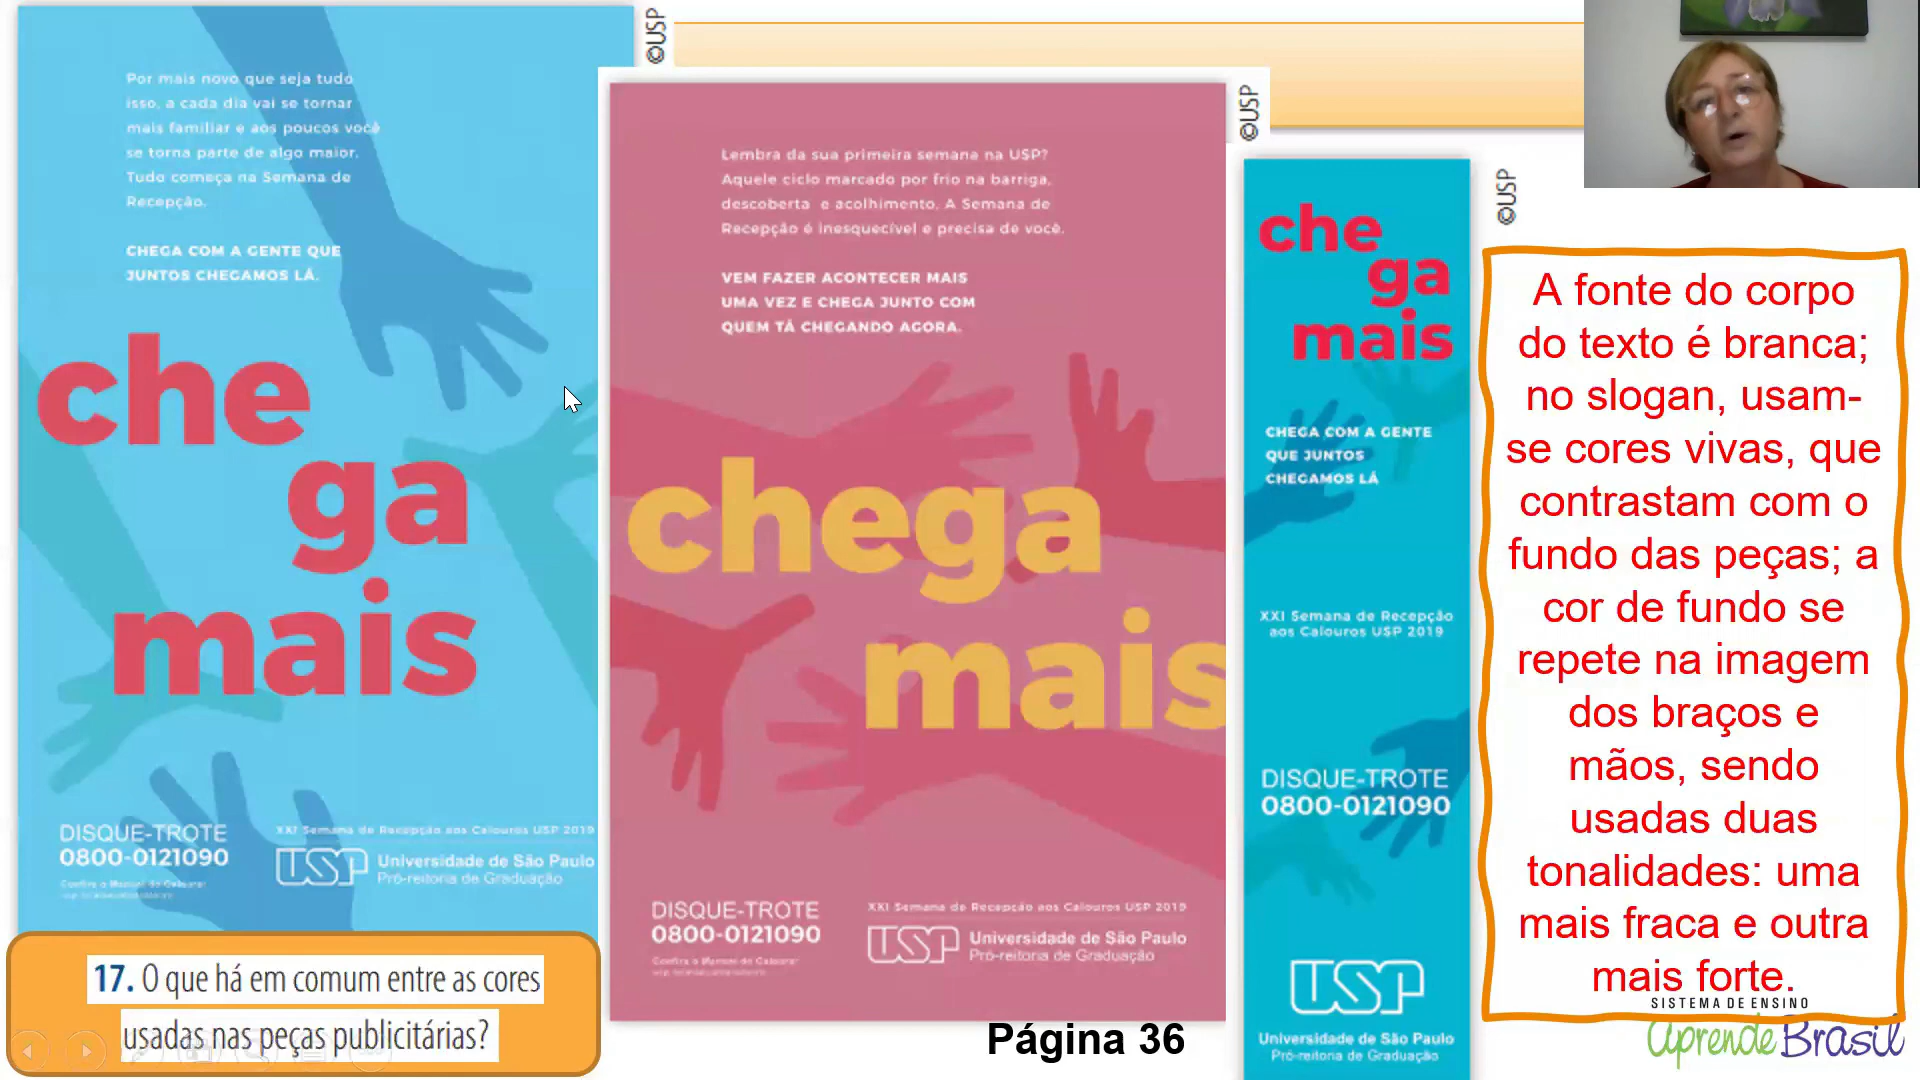 Por mais novo que seja tudo
isso, a cada dia vai se tornar
mais familiar e aos poucos você
se torna parte de algo maior.
Tudo começa na Semana de
Recepção.
CHEGA COM A GENTE QUE
JUNTOS CHEGAMOS LÁ.
che
ga
mais
DISQUE-TROTE
0800-0121090
Confira o Manual do Calouro:
XXI Semana de Recepção aos Calouros USP 2019
USP
Universidade de São Paulo
Pró-reitoria de Graduação
©USP
17. O que há em comum entre as cores
usadas nas peças publicitárias?
Lembra da sua primeira semana na USP?
Aquele ciclo marcado por frio na barriga,
descoberta e acolhimento. A Semana de
Recepção é inesquecível e precisa de você.
VEM FAZER ACONTECER MAIS
UMA VEZ E CHEGA JUNTO COM
QUEM TÁ CHEGANDO AGORA.
chega
mais
DISQUE-TROTE
0800-0121090
Confira o Manual do Calouro:
XXI Semana de Recepção aos Calouros USP 2019
USP
Universidade de São Paulo
Pró-reitoria de Graduação
©USP
Página 36
che
ga
mais
CHEGA COM A GENTE
QUE JUNTOS
CHEGAMOS LÁ
XXI Semana de Recepção
aos Calouros USP 2019
DISQUE-TROTE
0800-0121090
USP
Universidade de São Paulo
Pró-reitoria de Graduação
©USP
A fonte do corpo
do texto é branca;
no slogan, usam-
se cores vivas, que
contrastam com o
fundo das peças; a
cor de fundo se
repete na imagem
dos braços e
mãos, sendo
usadas duas
tonalidades: uma
mais fraca e outra
mais forte.
SISTEMA DE ENSINO
aprende Brasil